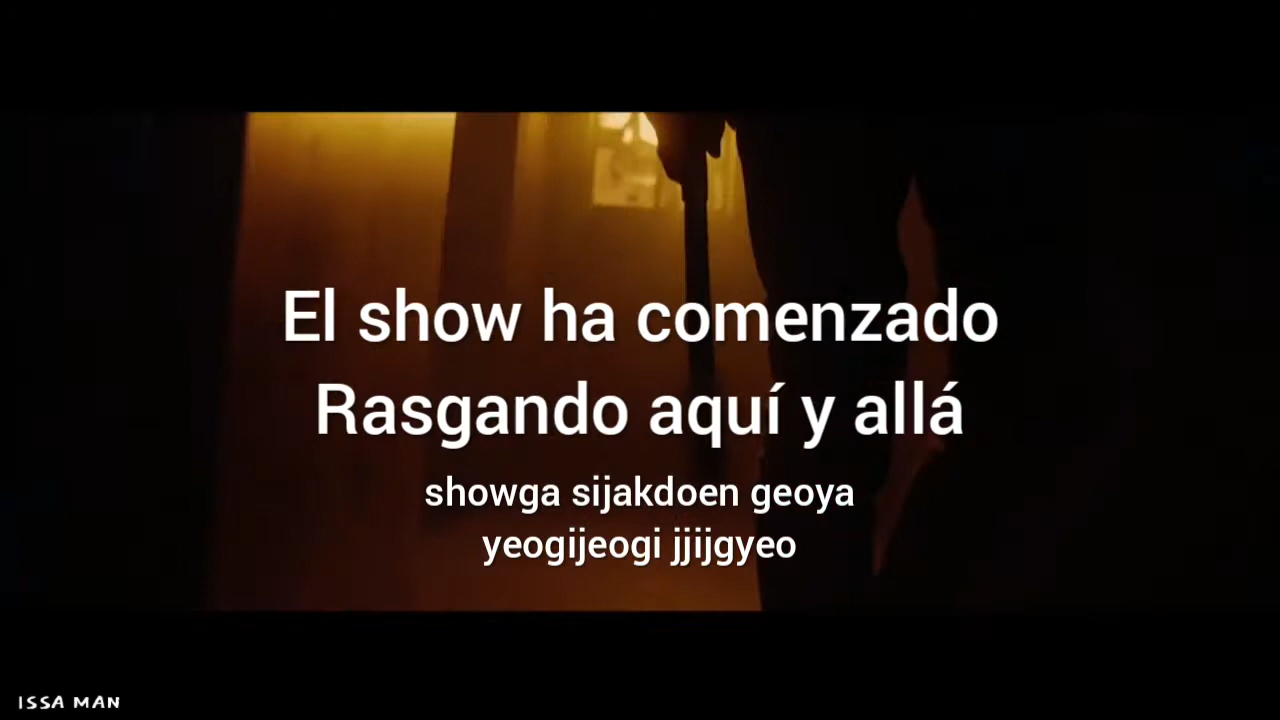 El show ha comenzado
Rasgando aquí y allá
showga sijakdoen geoya
yeogijeogi jjijgyeo
ISSA MAN